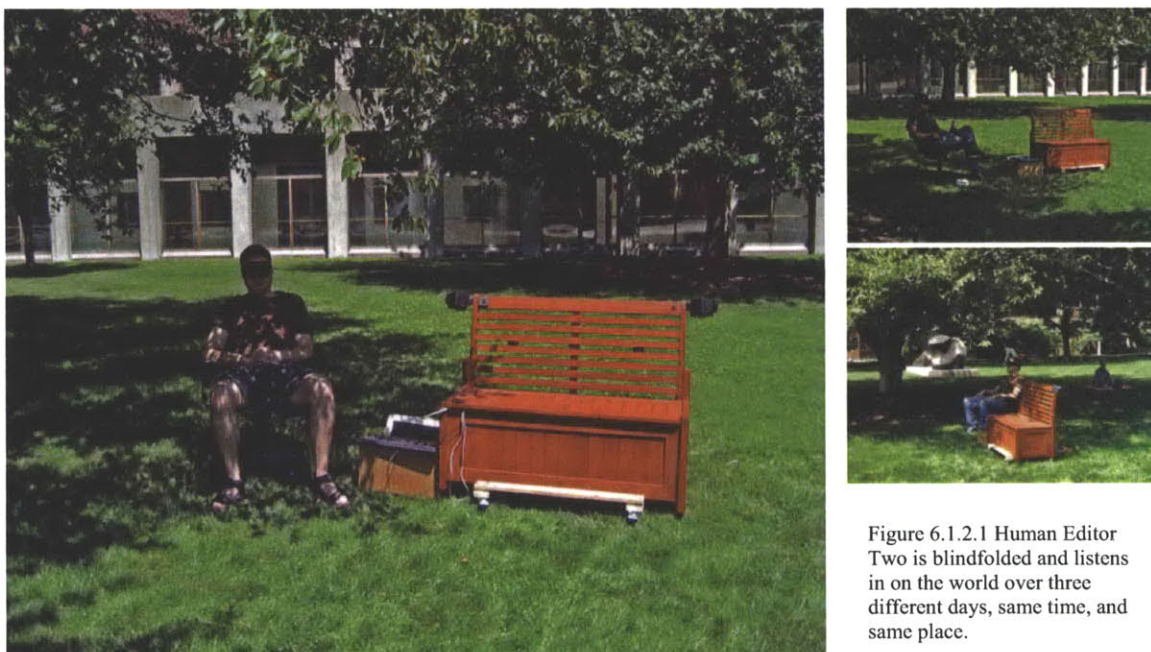 Figure 6.1.2.1 Human Editor
Two is blindfolded and listens
in on the world over three
different days, same time, and
same place.